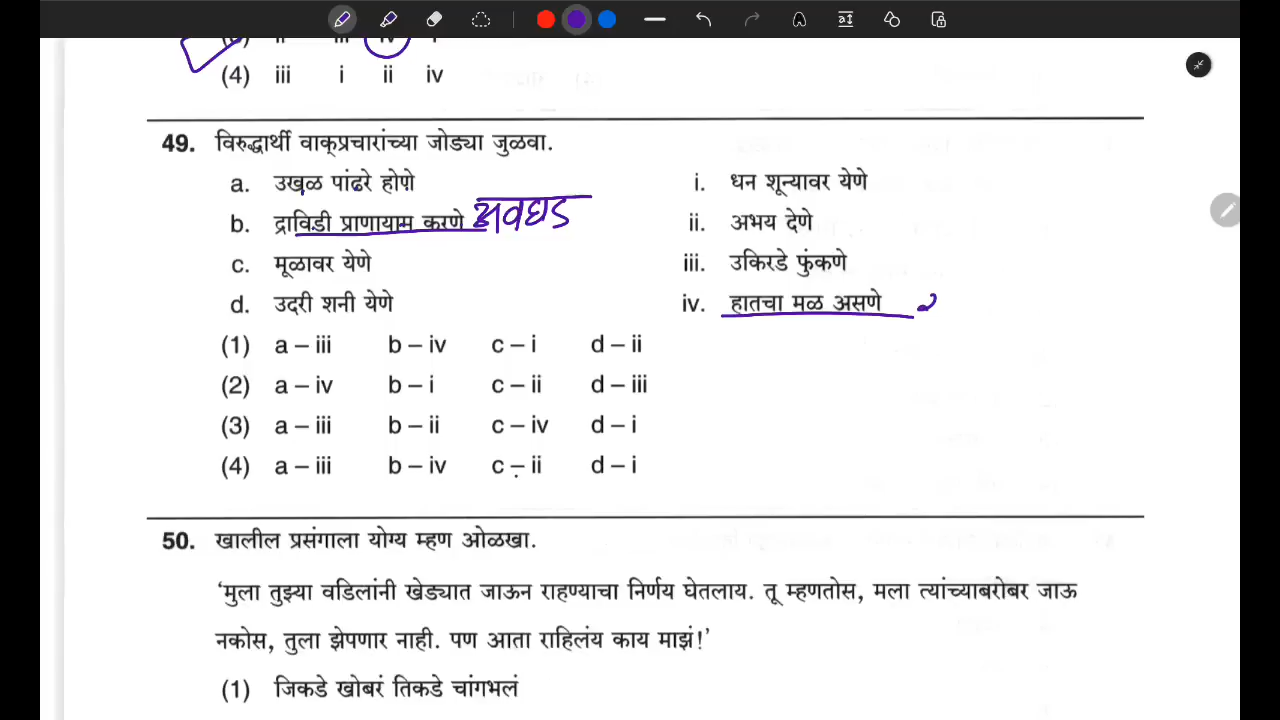 (4) iii i ii iv
49. विरुद्धार्थी वाक्‌प्रचारांच्या जोड्या जुळवा.
a. उखळ पांढरे होणे i. धन शून्यावर येणे
b. द्राविडी प्राणायाम करणे अवघड ii. अभय देणे
c. मूळावर येणे iii. उकिरडे फुंकणे
d. उदरी शनी येणे iv. हातचा मळ असणे
(1) a – iii b – iv c – i d – ii
(2) a – iv b – i c – ii d – iii
(3) a – iii b – ii c – iv d – i
(4) a – iii b – iv c – ii d – i
50. खालील प्रसंगाला योग्य म्हण ओळखा.
‘मुला तुझ्या वडिलांनी खेड्यात जाऊन राहण्याचा निर्णय घेतलाय. तू म्हणतोस, मला त्यांच्याबरोबर जाऊ
नकोस, तुला झेपणार नाही. पण आता राहिलंय काय माझं!’
(1) जिकडे खोबरं तिकडे चांगभलं